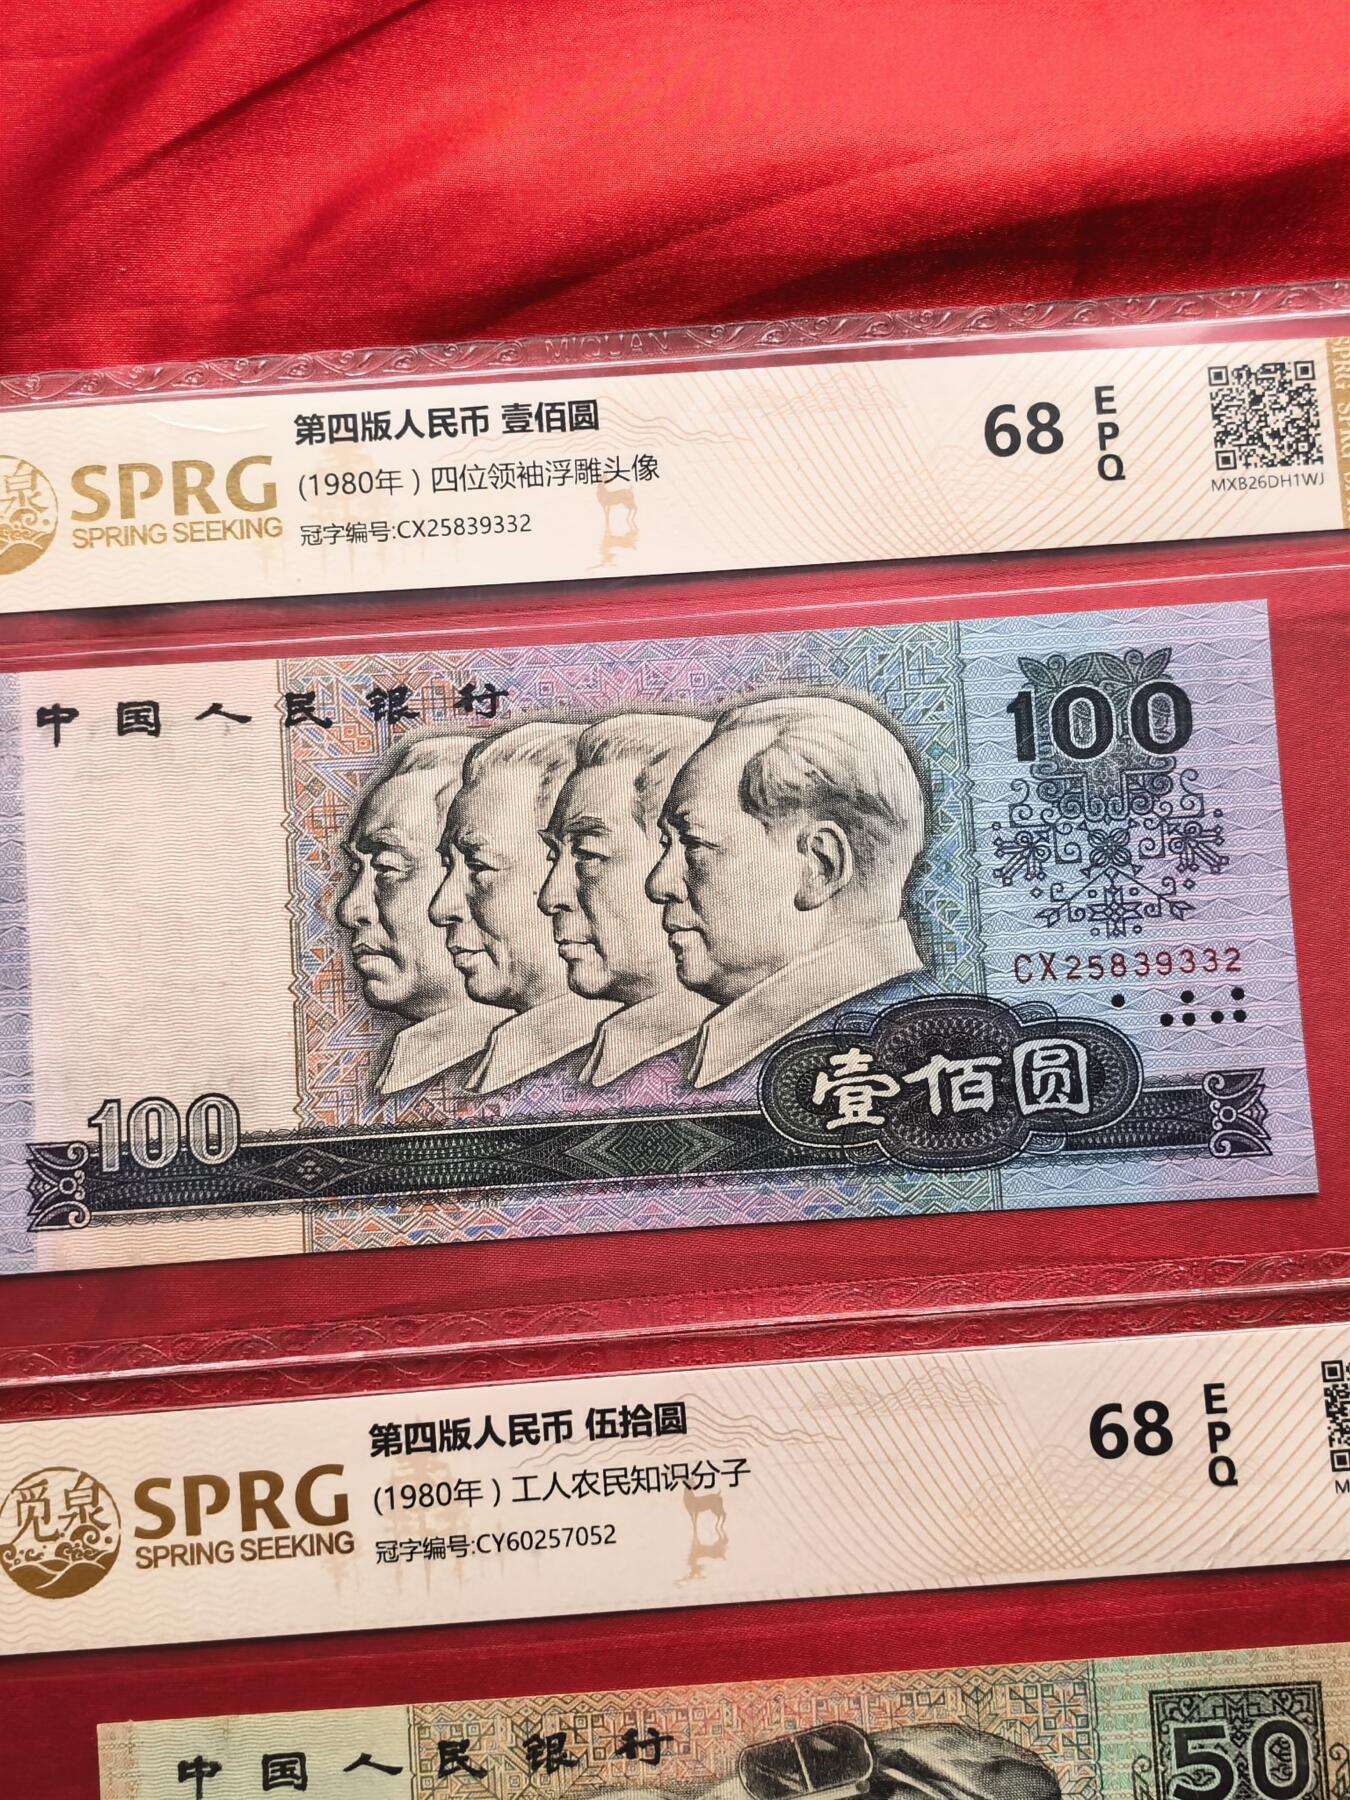 MIQUAN
泉
SPRG
SPRING SEEKING
第四版人民币 壹佰圆
(1980年) 四位领袖浮雕头像
冠字编号:CX25839332
68
E
P
Q
MXB26DH1WJ
SPRG
中国人民银行
100
CX25839332
100
壹佰圆
觅泉
SPRG
SPRING SEEKING
第四版人民币 伍拾圆
(1980年) 工人农民知识分子
冠字编号:CY60257052
68
E
P
Q
中国人民银行
50